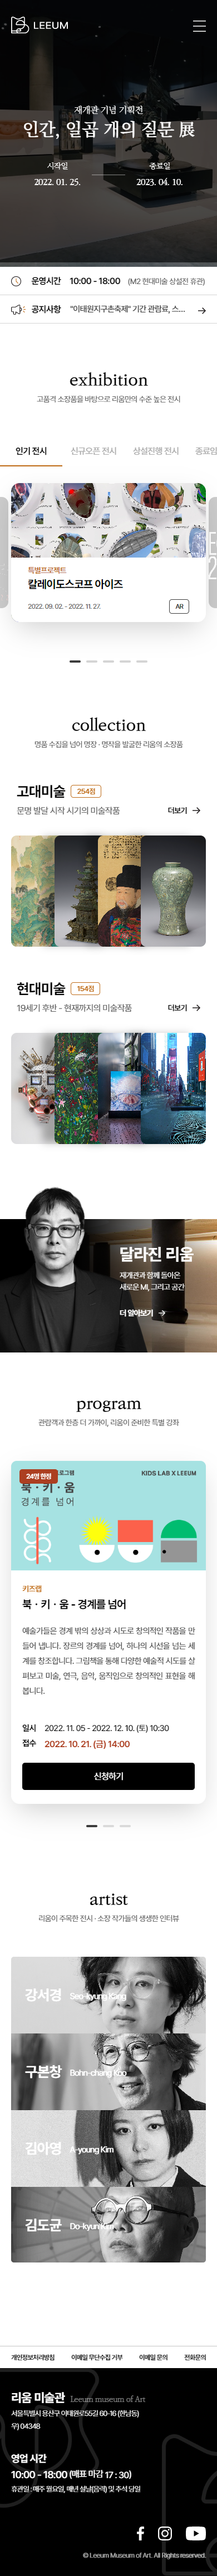 LEEUM
재개관 기념 기획전
인간, 일곱 개의 질문 展
시작일
종료일
2022. 01. 25.
2023. 04. 10.
운영시간 10:00 - 18:00 (M2 현대미술 상설전 휴관)
공지사항 "이태원지구촌축제" 기간 관람료, 스...
exhibition
고품격 소장품을 바탕으로 리움만의 수준 높은 전시
인기 전시 신규오픈 전시 상설진행 전시 종료임
특별프로젝트
칼레이도스코프 아이즈
2022. 09. 02. - 2022. 11. 27.
AR
collection
명품 수집을 넘어 명장 · 명작을 발굴한 리움의 소장품
고대미술 254점
문명 발달 시작 시기의 미술작품 더보기
현대미술 154점
19세기 후반 - 현재까지의 미술작품 더보기
달라진 리움
재개관과 함께 돌아온
새로운 MI, 그리고 공간
더 알아보기
program
관람객과 한층 더 가까이, 리움이 준비한 특별 강좌
24명 한정
KIDS LAB X LEEUM
북·키·움
경계를 넘어
키즈랩
북 · 키 · 움 - 경계를 넘어
예술가들은 경계 밖의 상상과 시도로 창의적인 작품을 만
들어 냅니다. 장르의 경계를 넘어, 하나의 시선을 넘는 세
계를 창조합니다. 그림책을 통해 다양한 예술적 시도를 살
펴보고 미술, 연극, 음악, 움직임으로 창의적인 표현을 해
봅니다.
일시 2022. 11. 05 - 2022. 12. 10. (토) 10:30
접수 2022. 10. 21. (금) 14:00
신청하기
artist
리움이 주목한 전시 · 소장 작가들의 생생한 인터뷰
강서경 Seo-kyung Kang
구본창 Bohn-chang Koo
김아영 A-young Kim
김도균 Do-kyun Kim
개인정보처리방침 이메일 무단수집 거부 이메일 문의 전화문의
리움 미술관 Leeum museum of Art
서울특별시 용산구 이태원로55길 60-16 (한남동)
우) 04348
영업 시간
10:00 - 18:00 (매표 마감 17 : 30)
휴관일 : 매주 월요일, 매년 설날(음력) 및 추석 당일
© Leeum Museum of Art. All Rights reserved.